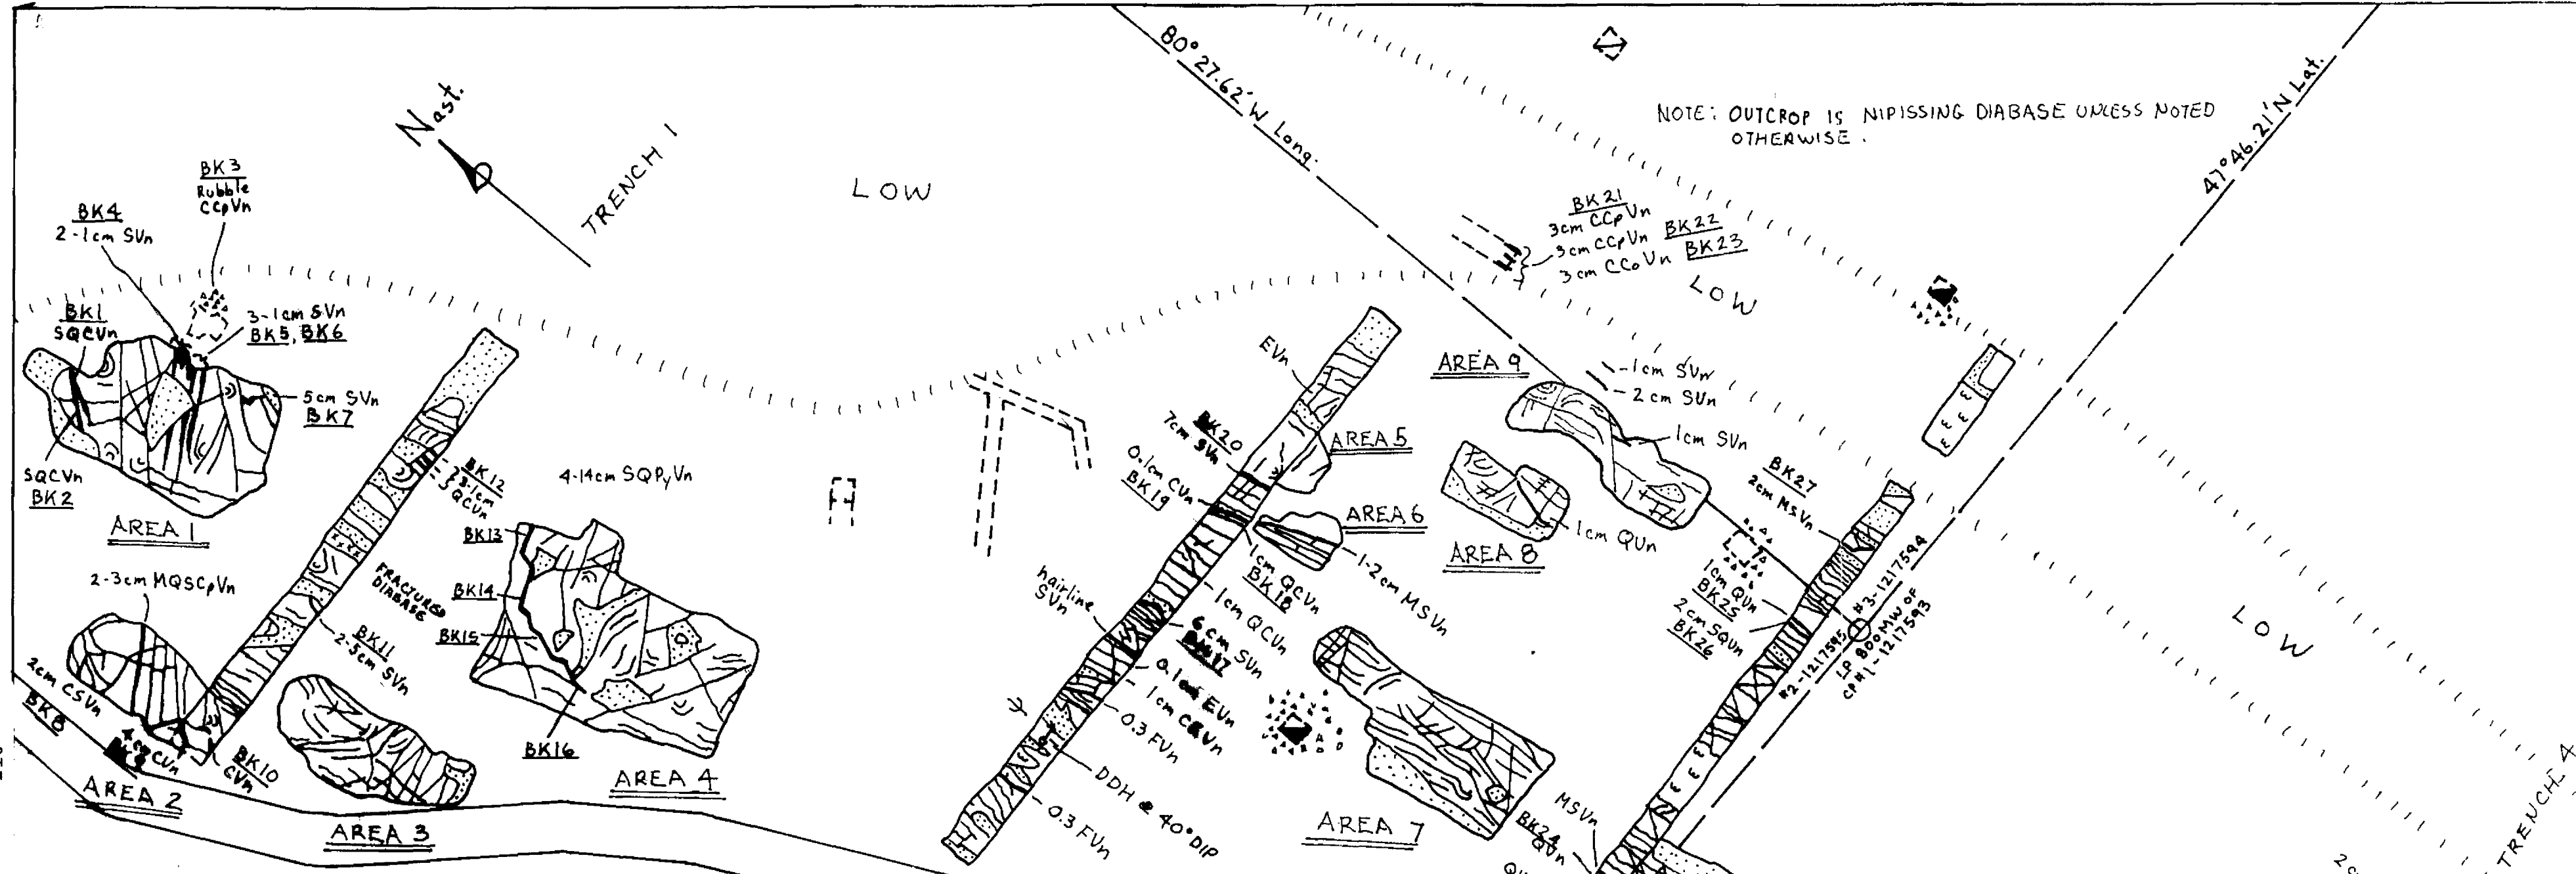 80° 27.62' W Long.
47° 46.21' N Lat.
NOTE: OUTCROP IS NIPISSING DIABASE UNLESS NOTED
OTHERWISE.
Nast.
TRENCH 1
LOW
BK3
Rubble
CCpVn
BK4
2-1cm SVn
BK1
SQCVn
3-1cm SVn
BK5, BK6
5cm SVn
BK7
SQCVn
BK2
AREA 1
BK12
3-1cm
SQCVn
4-14cm SQPyVn
BK13
BK14
BK15
BK16
AREA 4
FRACTURED
DIABASE
BK11
2-5cm SVn
2-3cm MQSCpVn
2cm CSVn
BK8
4cm CVn
BK10
CVn
AREA 2
AREA 3
BK21
3cm CCpVn
3cm CCpVn BK22
3cm CCoVn BK23
LOW
EVn
BK20
7cm SVn
0.1cm CVn
BK19
AREA 5
AREA 6
1-2cm MSVn
1cm QCVn
BK18
1cm QCVn
hairline
SVn
6cm SVn
BK17
EVn
1cm
0.3 FVn
DDH @ 40° DIP
0.3 FVn
AREA 9
1cm SVn
2cm SVn
1cm SVn
AREA 8
1cm QVn
BK27
2cm MSVn
1cm QVn
BK25
2cm SQVn
BK26
#3-1217594
#2-1217595
LP 800MW OF
CP#1-1217593
AREA 7
MSVn
BK24
QVn
LOW
TRENCH 4